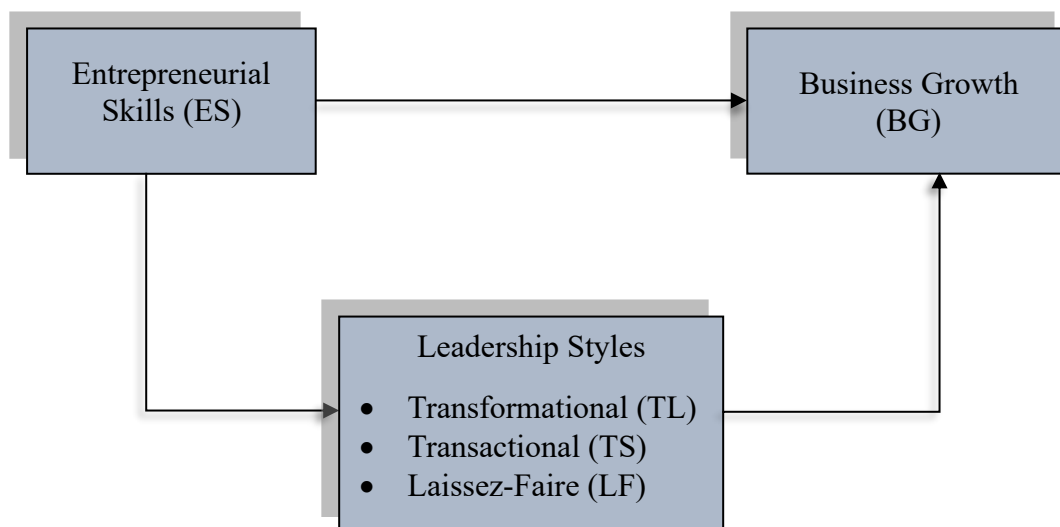 Entrepreneurial
Skills (ES)
Business Growth
(BG)
Leadership Styles
• Transformational (TL)
• Transactional (TS)
• Laissez-Faire (LF)